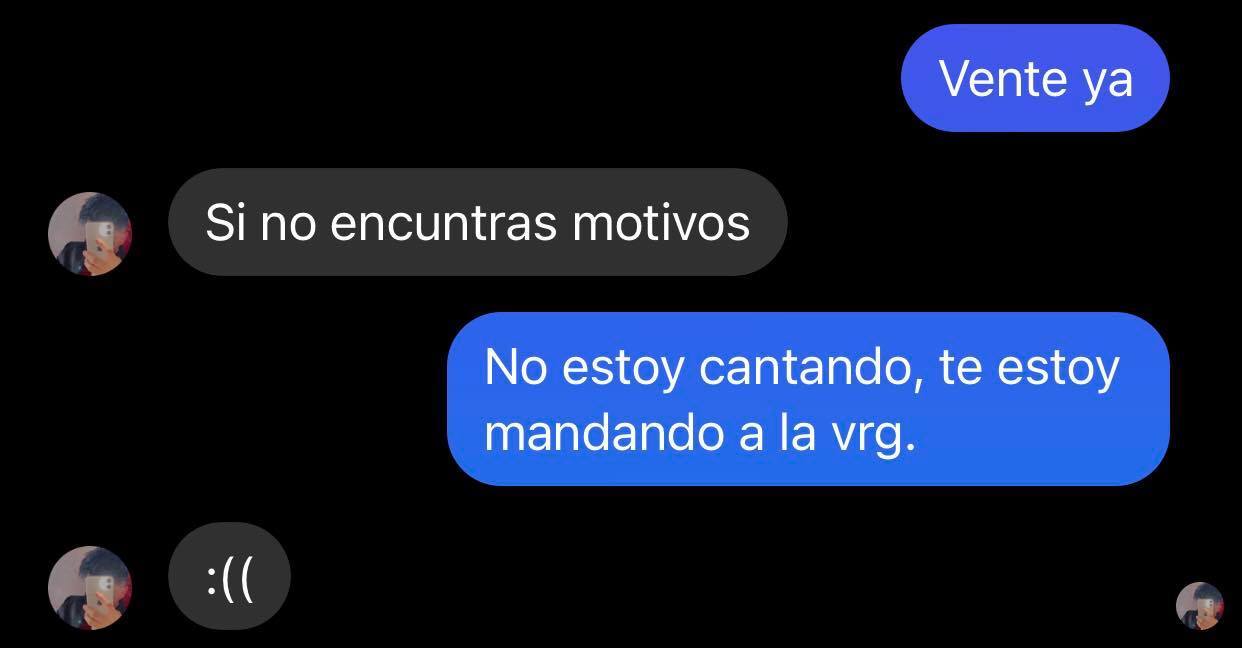 Vente ya
Si no encuntras motivos
No estoy cantando, te estoy
mandando a la vrg.
:((